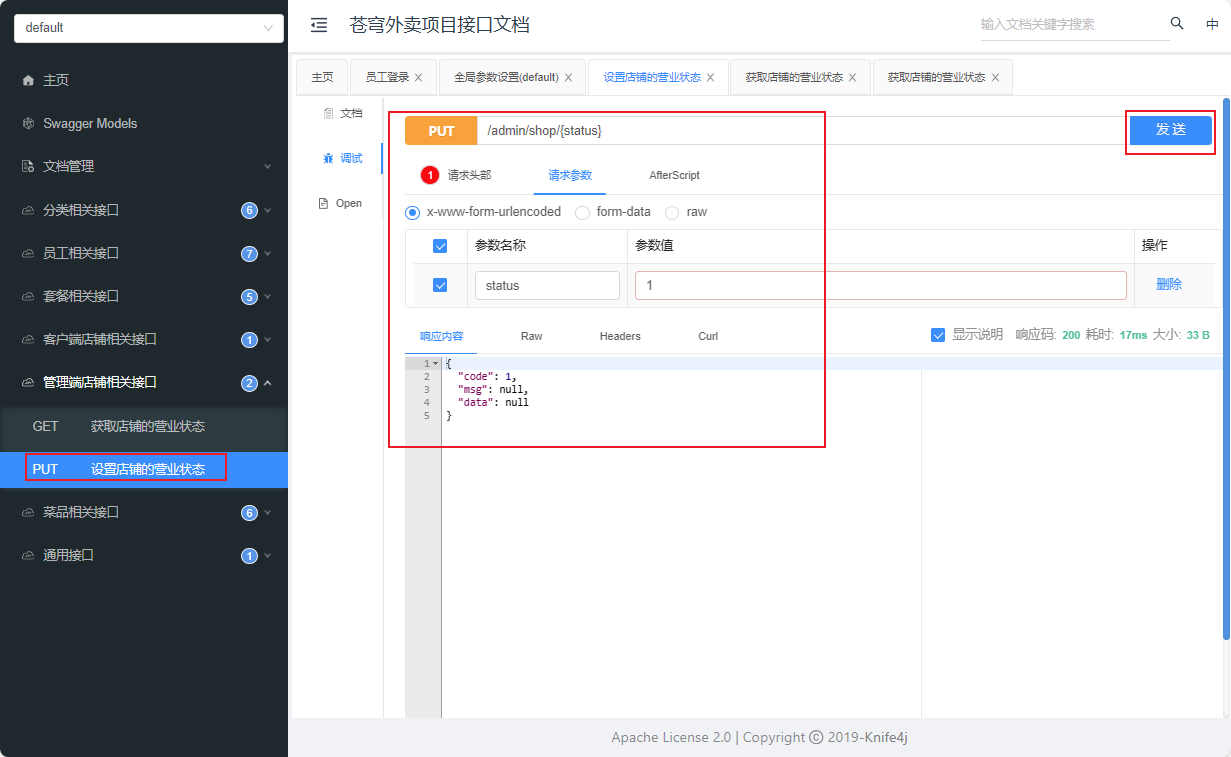 default
主页
Swagger Models
文档管理
分类相关接口 6
员工相关接口 7
套餐相关接口 5
客户端店铺相关接口 1
管理端店铺相关接口 2
GET 获取店铺的营业状态
PUT 设置店铺的营业状态
菜品相关接口 6
通用接口 1
苍穹外卖项目接口文档
输入文档关键字搜索
中
主页 员工登录 全局参数设置(default) 设置店铺的营业状态 获取店铺的营业状态 获取店铺的营业状态
文档
调试
Open
PUT /admin/shop/{status} 发 送
1 请求头部 请求参数 AfterScript
x-www-form-urlencoded form-data raw
参数名称 参数值 操作
status 1 删除
响应内容 Raw Headers Curl 显示说明 响应码: 200 耗时: 17ms 大小: 33 B
1 {
2 "code": 1,
3 "msg": null,
4 "data": null
5 }
Apache License 2.0 | Copyright © 2019-Knife4j